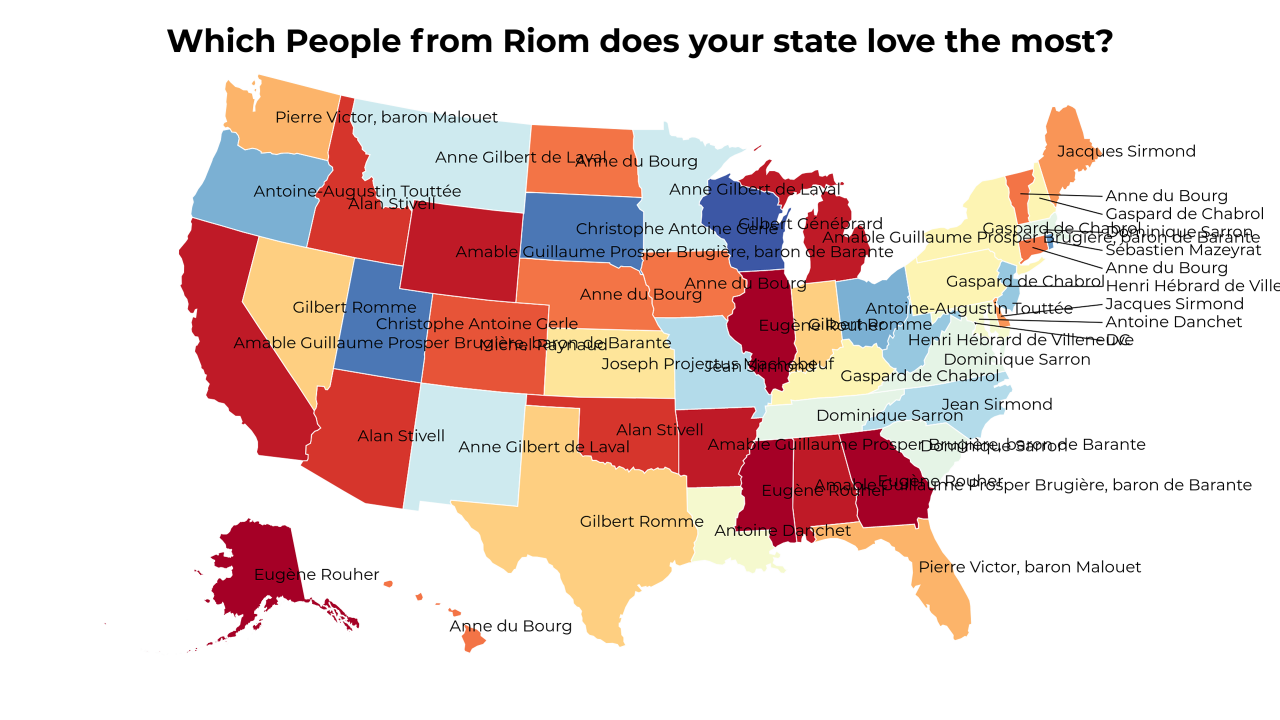 Which People from Riom does your state love the most?
Pierre Victor, baron Malouet
Jacques Sirmond
Anne Gilbert de Laval
Anne du Bourg
Antoine-Augustin Touttée
Alan Stivell
Anne Gilbert de Laval
Anne du Bourg
Gaspard de Chabrol
Christophe Antoine Gerle
Gilbert Génébrard
Gaspard de Chabrol
Dominique Sarron
Amable Guillaume Prosper Brugière, baron de Barante
Amable Guillaume Prosper Brugière, baron de Barante
Sébastien Mazeyrat
Anne du Bourg
Anne du Bourg
Anne du Bourg
Gaspard de Chabrol
Henri Hébrard de Ville
Gilbert Romme
Antoine-Augustin Touttée
Jacques Sirmond
Christophe Antoine Gerle
Eugène Rouher
Gilbert Romme
Antoine Danchet
Amable Guillaume Prosper Brugière, baron de Barante
Michel Raynaud
Henri Hébrard de Villeneuve
DC
Joseph Projectus Machebeuf
Jean Sirmond
Dominique Sarron
Gaspard de Chabrol
Jean Sirmond
Dominique Sarron
Alan Stivell
Alan Stivell
Anne Gilbert de Laval
Amable Guillaume Prosper Brugière, baron de Barante
Dominique Sarron
Eugène Rouher
Amable Guillaume Prosper Brugière, baron de Barante
Eugène Rouher
Gilbert Romme
Antoine Danchet
Pierre Victor, baron Malouet
Eugène Rouher
Anne du Bourg